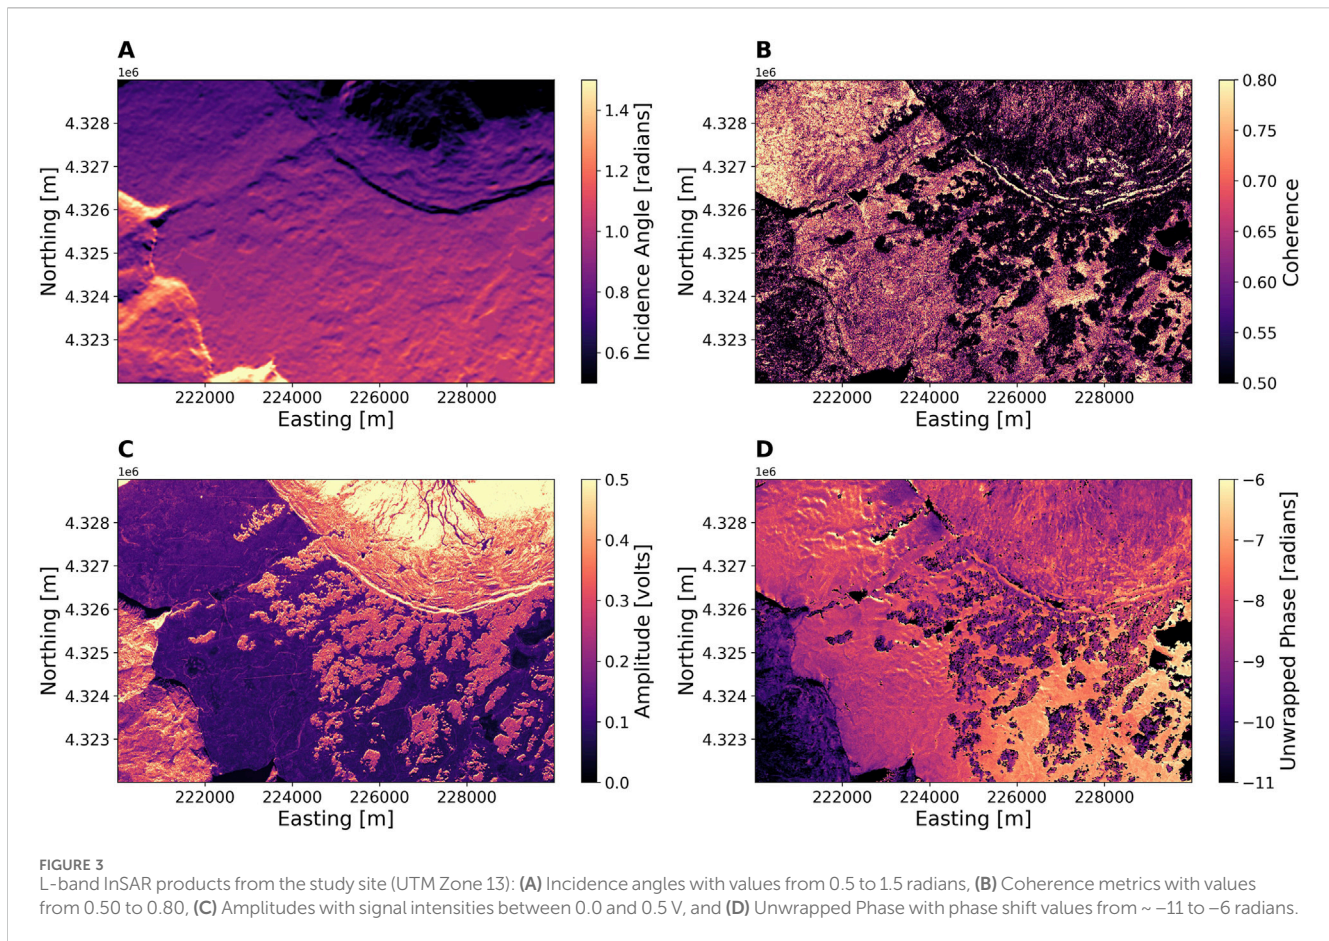 A
1e6
4.328
4.327
4.326
4.325
4.324
4.323
Northing [m]
222000 224000 226000 228000
Easting [m]
1.4
1.2
1.0
0.8
0.6
Incidence Angle [radians]
B
1e6
4.328
4.327
4.326
4.325
4.324
4.323
Northing [m]
222000 224000 226000 228000
Easting [m]
0.80
0.75
0.70
0.65
0.60
0.55
0.50
Coherence
C
1e6
4.328
4.327
4.326
4.325
4.324
4.323
Northing [m]
222000 224000 226000 228000
Easting [m]
0.5
0.4
0.3
0.2
0.1
0.0
Amplitude [volts]
D
1e6
4.328
4.327
4.326
4.325
4.324
4.323
Northing [m]
222000 224000 226000 228000
Easting [m]
−6
−7
−8
−9
−10
−11
Unwrapped Phase [radians]
FIGURE 3
L-band InSAR products from the study site (UTM Zone 13): (A) Incidence angles with values from 0.5 to 1.5 radians, (B) Coherence metrics with values
from 0.50 to 0.80, (C) Amplitudes with signal intensities between 0.0 and 0.5 V, and (D) Unwrapped Phase with phase shift values from ~ −11 to −6 radians.